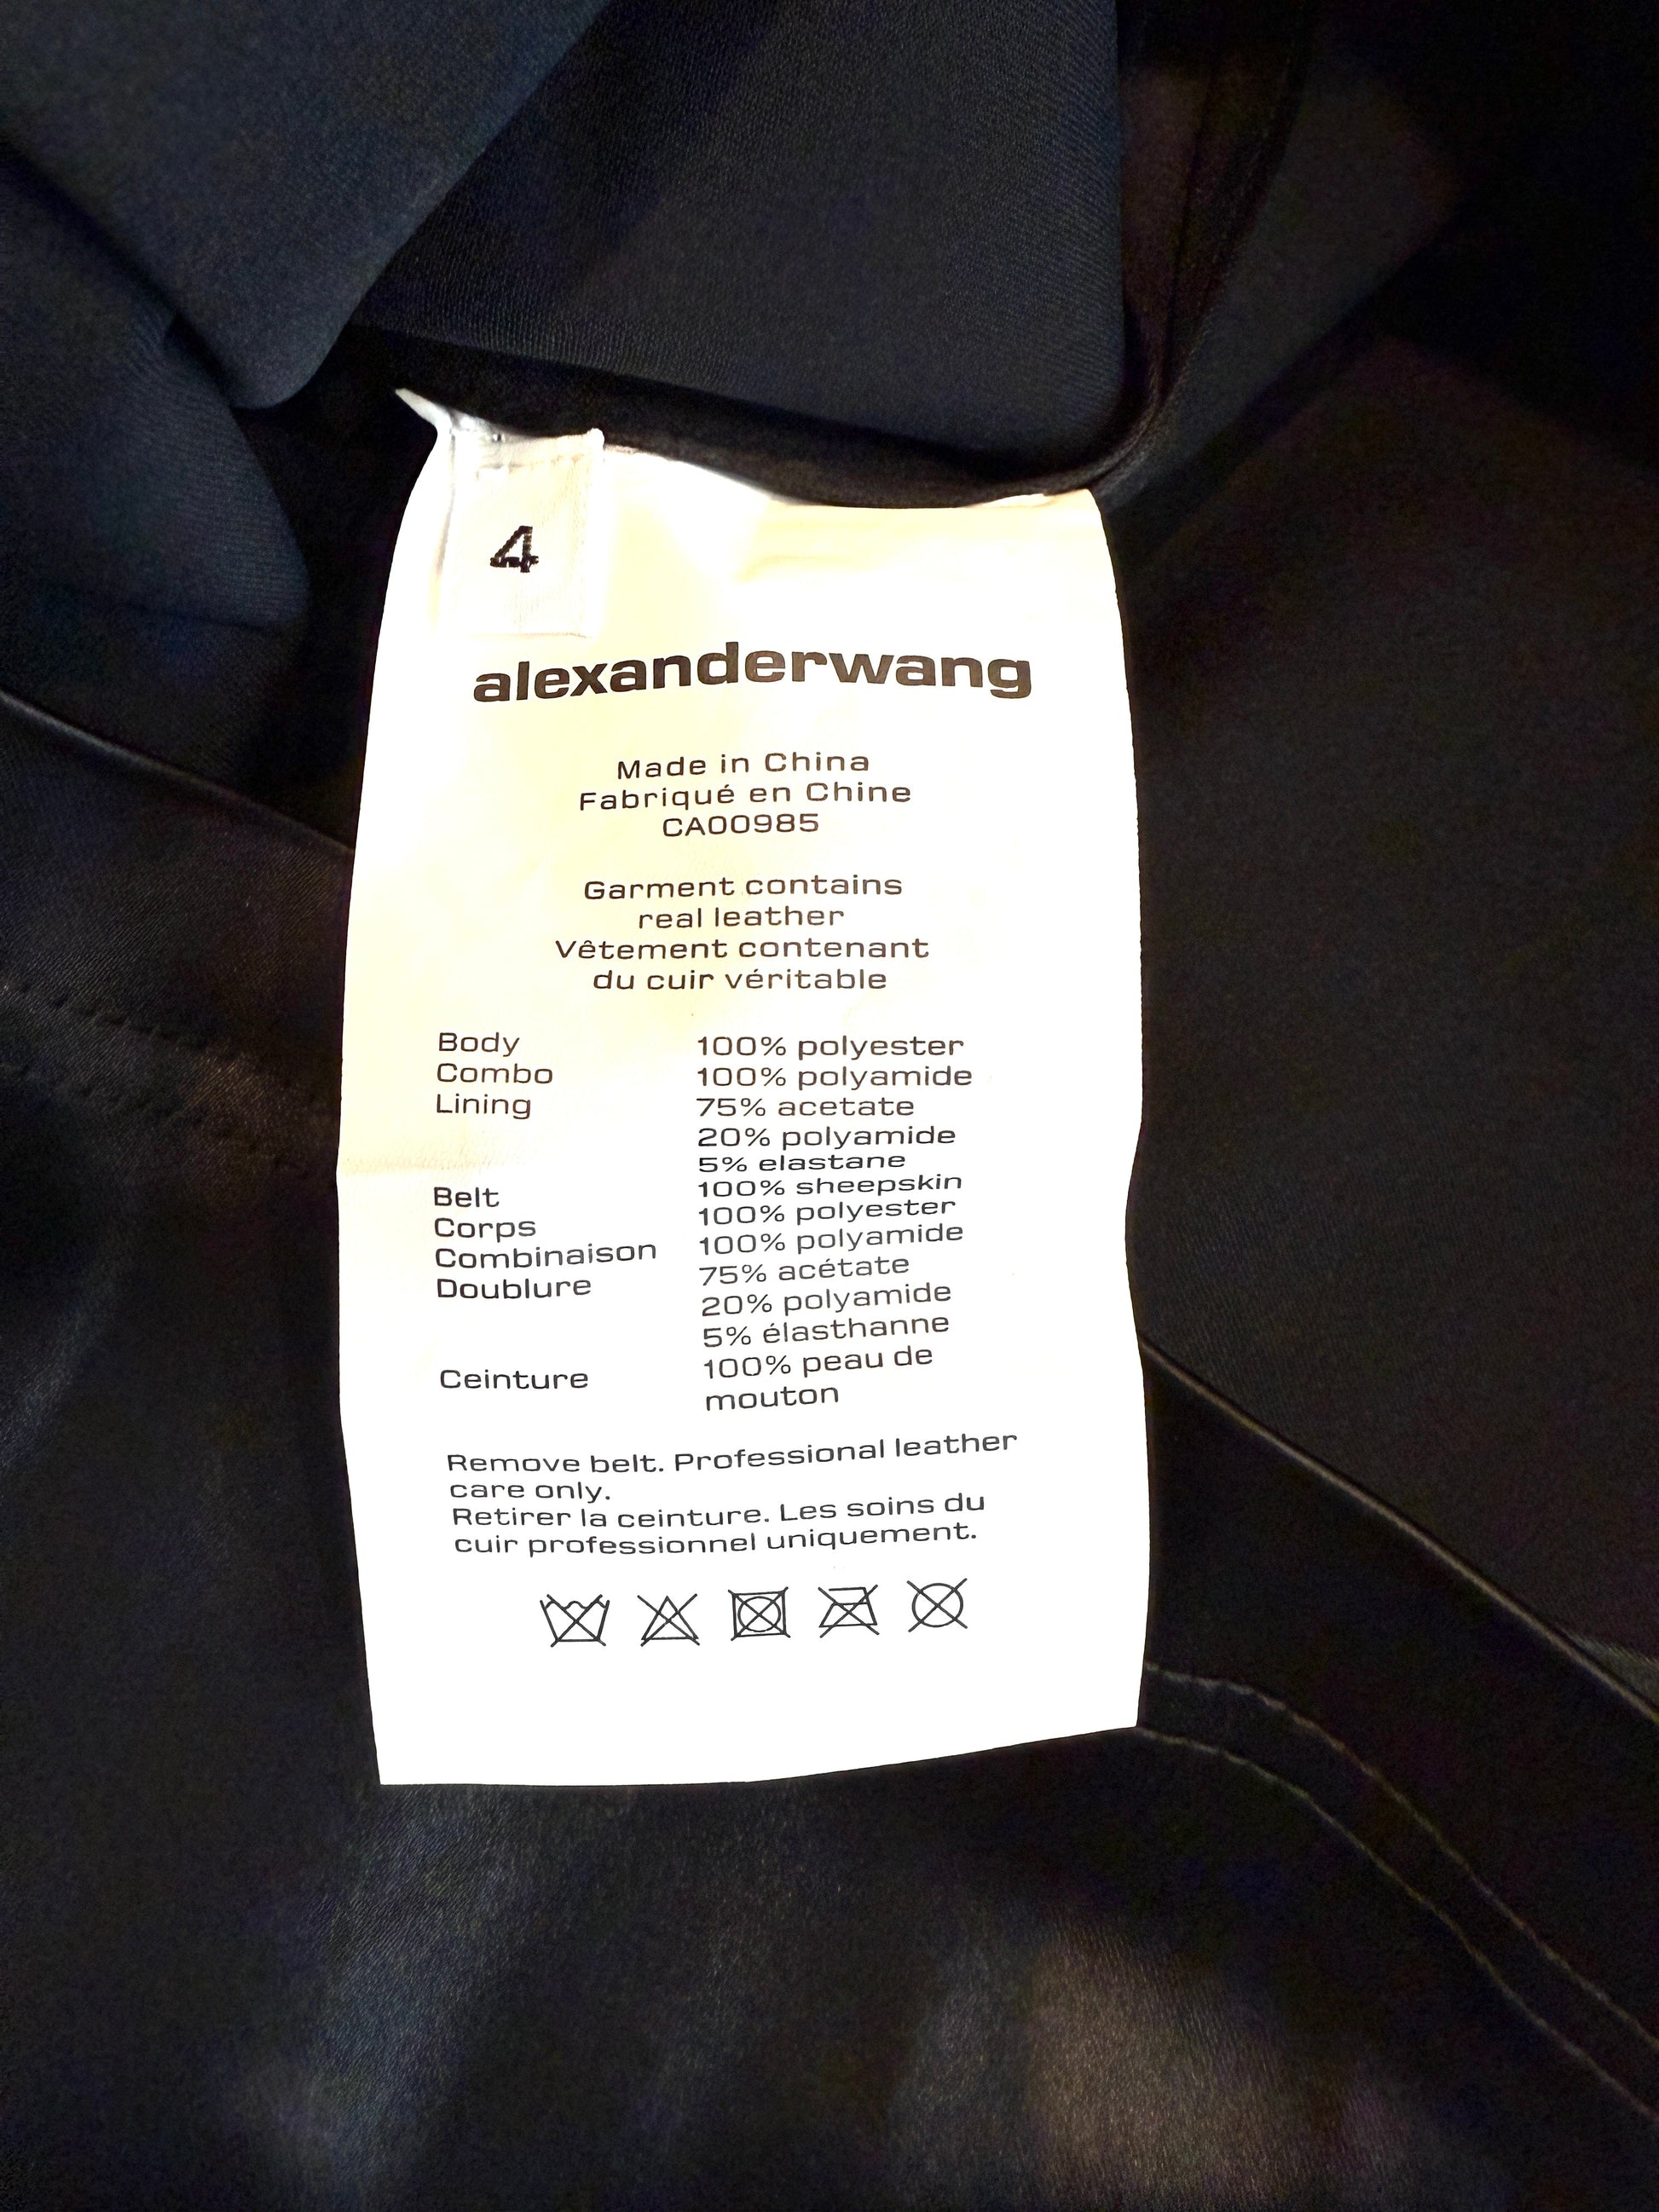 4
alexanderwang
Made in China
Fabriqué en Chine
CA00985
Garment contains
real leather
Vêtement contenant
du cuir véritable
Body 100% polyester
Combo 100% polyamide
Lining 75% acetate
20% polyamide
5% elastane
Belt 100% sheepskin
Corps 100% polyester
Combinaison 100% polyamide
Doublure 75% acétate
20% polyamide
5% élasthanne
Ceinture 100% peau de
mouton
Remove belt. Professional leather
care only.
Retirer la ceinture. Les soins du
cuir professionnel uniquement.